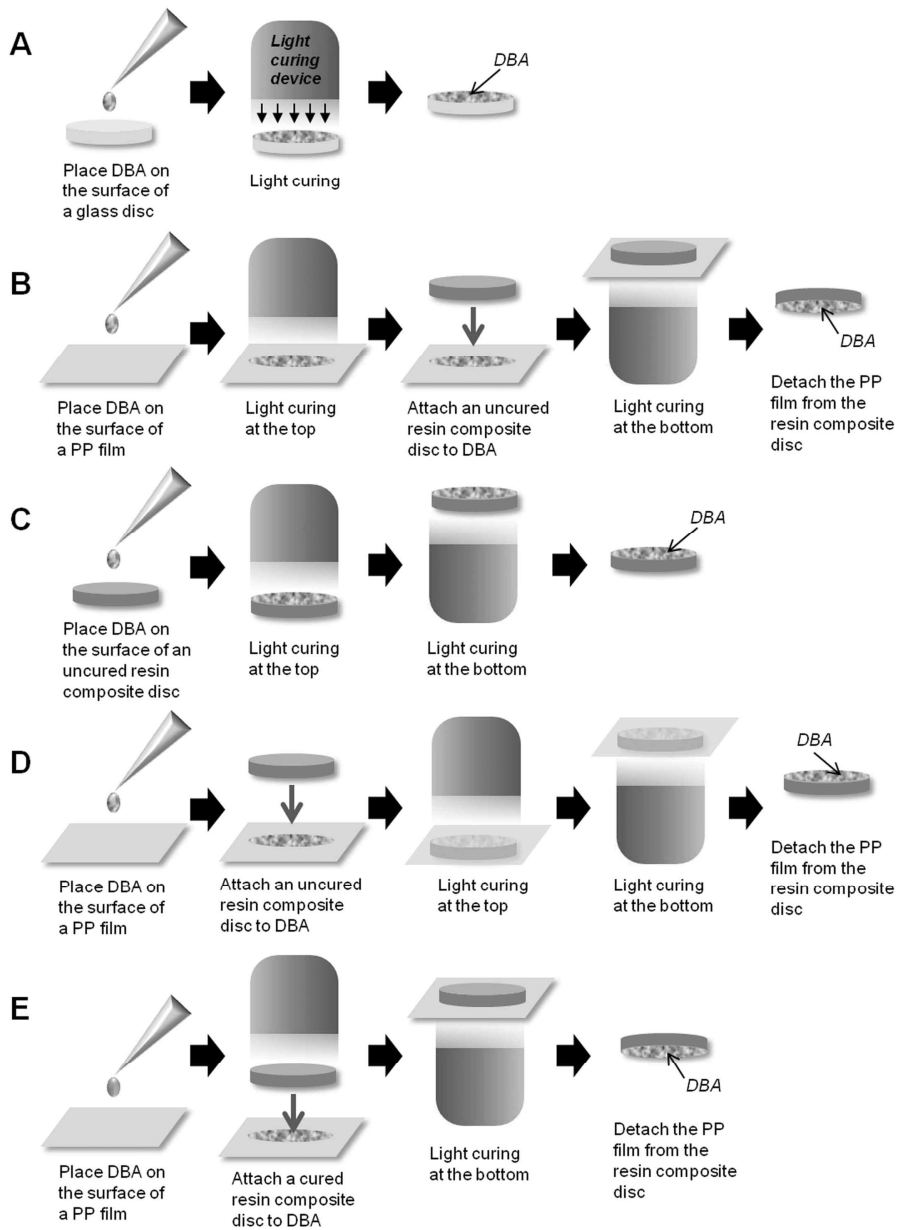 A
Light
curing
device
DBA
Place DBA on
the surface of
a glass disc
Light curing
B
DBA
Place DBA on
the surface of
a PP film
Light curing
at the top
Attach an uncured
resin composite
disc to DBA
Light curing
at the bottom
Detach the PP
film from the
resin composite
disc
C
DBA
Place DBA on
the surface of an
uncured resin
composite disc
Light curing
at the top
Light curing
at the bottom
D
DBA
Place DBA on
the surface of
a PP film
Attach an uncured
resin composite
disc to DBA
Light curing
at the top
Light curing
at the bottom
Detach the PP
film from the
resin composite
disc
E
DBA
Place DBA on
the surface of
a PP film
Attach a cured
resin composite
disc to DBA
Light curing
at the bottom
Detach the PP
film from the
resin composite
disc